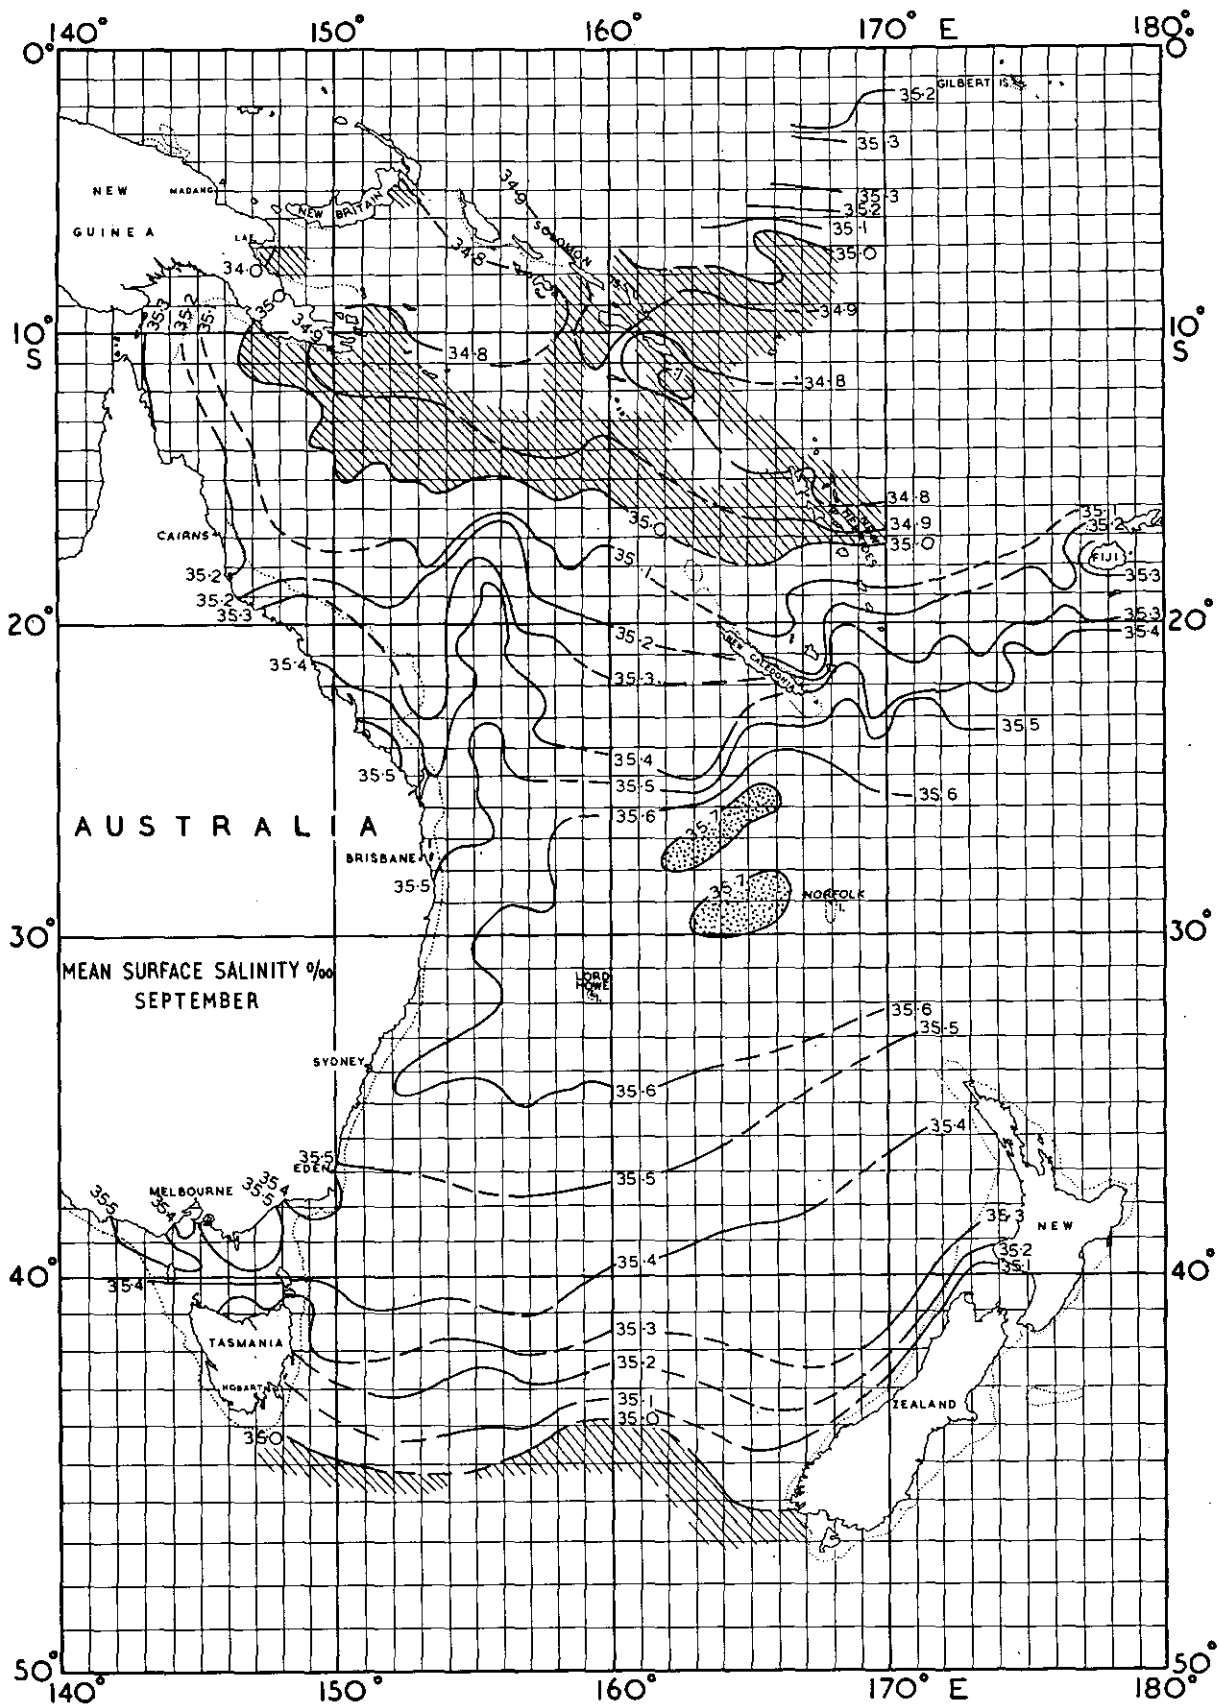 140° 150° 160° 170° E 180°
0° 0°
35·2 GILBERT IS.
35·3
NEW MADANG 34·9 35·3
NEW BRITAIN 35·2
GUINEA LAE SOLOMON 35·1
34·8 35·0
34·0
35·3 35·2 35·1 35·0 34·9
34·9
10° 10°
S S
34·8
34·8
34·8
CAIRNS 35·0 NEW HEBRIDES 34·9 35·1
35·2
35·0
35·1 FIJI
35·2 35·3
35·2
35·3 35·2 35·3
20° 20°
35·4
NEW CALEDONIA
35·4 35·3
35·5
35·4
35·5 35·5
35·6
35·6
35·7
AUSTRALIA
BRISBANE
35·5 35·7 NORFOLK
I.
30° 30°
MEAN SURFACE SALINITY ‰
SEPTEMBER
LORD
HOWE
I.
35·6
35·5
SYDNEY
35·6
35·4
35·5
EDEN
35·5
35·5 MELBOURNE 35·4
35·4 35·5
35·3
NEW
35·2
35·4 35·1
40° 35·4 40°
35·3
TASMANIA
35·2
HOBART
35·1
ZEALAND
35·0
35·0
50° 50°
140° 150° 160° 170° E 180°